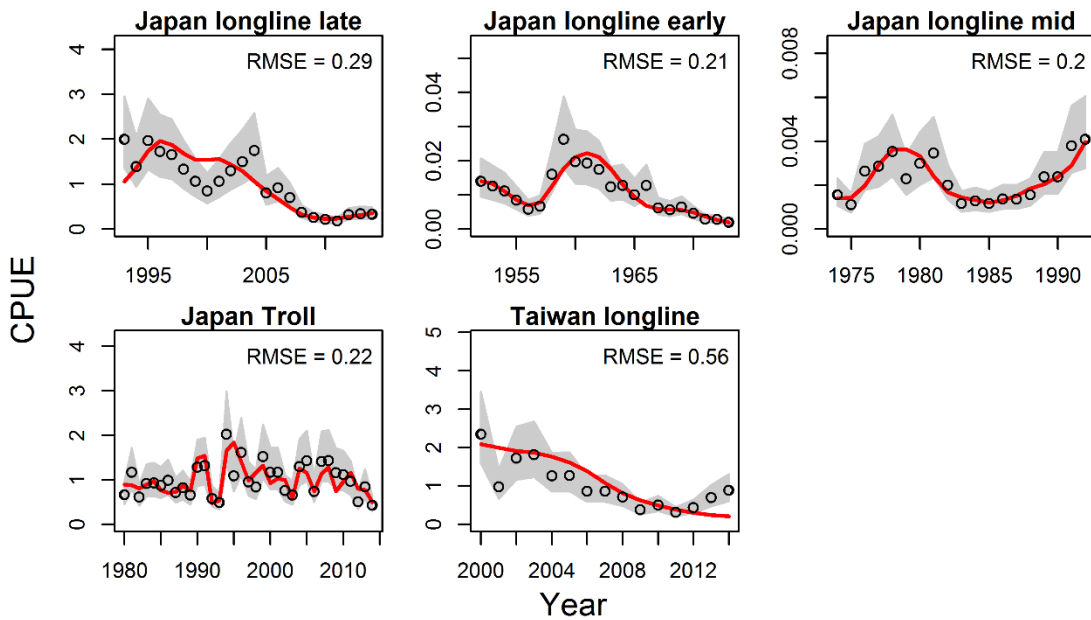 Japan longline late
RMSE = 0.29
0 1 2 3 4
1995 2005
Japan longline early
RMSE = 0.21
0.00 0.02 0.04
1955 1965
Japan longline mid
RMSE = 0.2
0.000 0.004 0.008
1975 1980 1985 1990
Japan Troll
RMSE = 0.22
0 1 2 3 4
1980 1990 2000 2010
Taiwan longline
RMSE = 0.56
0 1 2 3 4 5
2000 2004 2008 2012
CPUE
Year